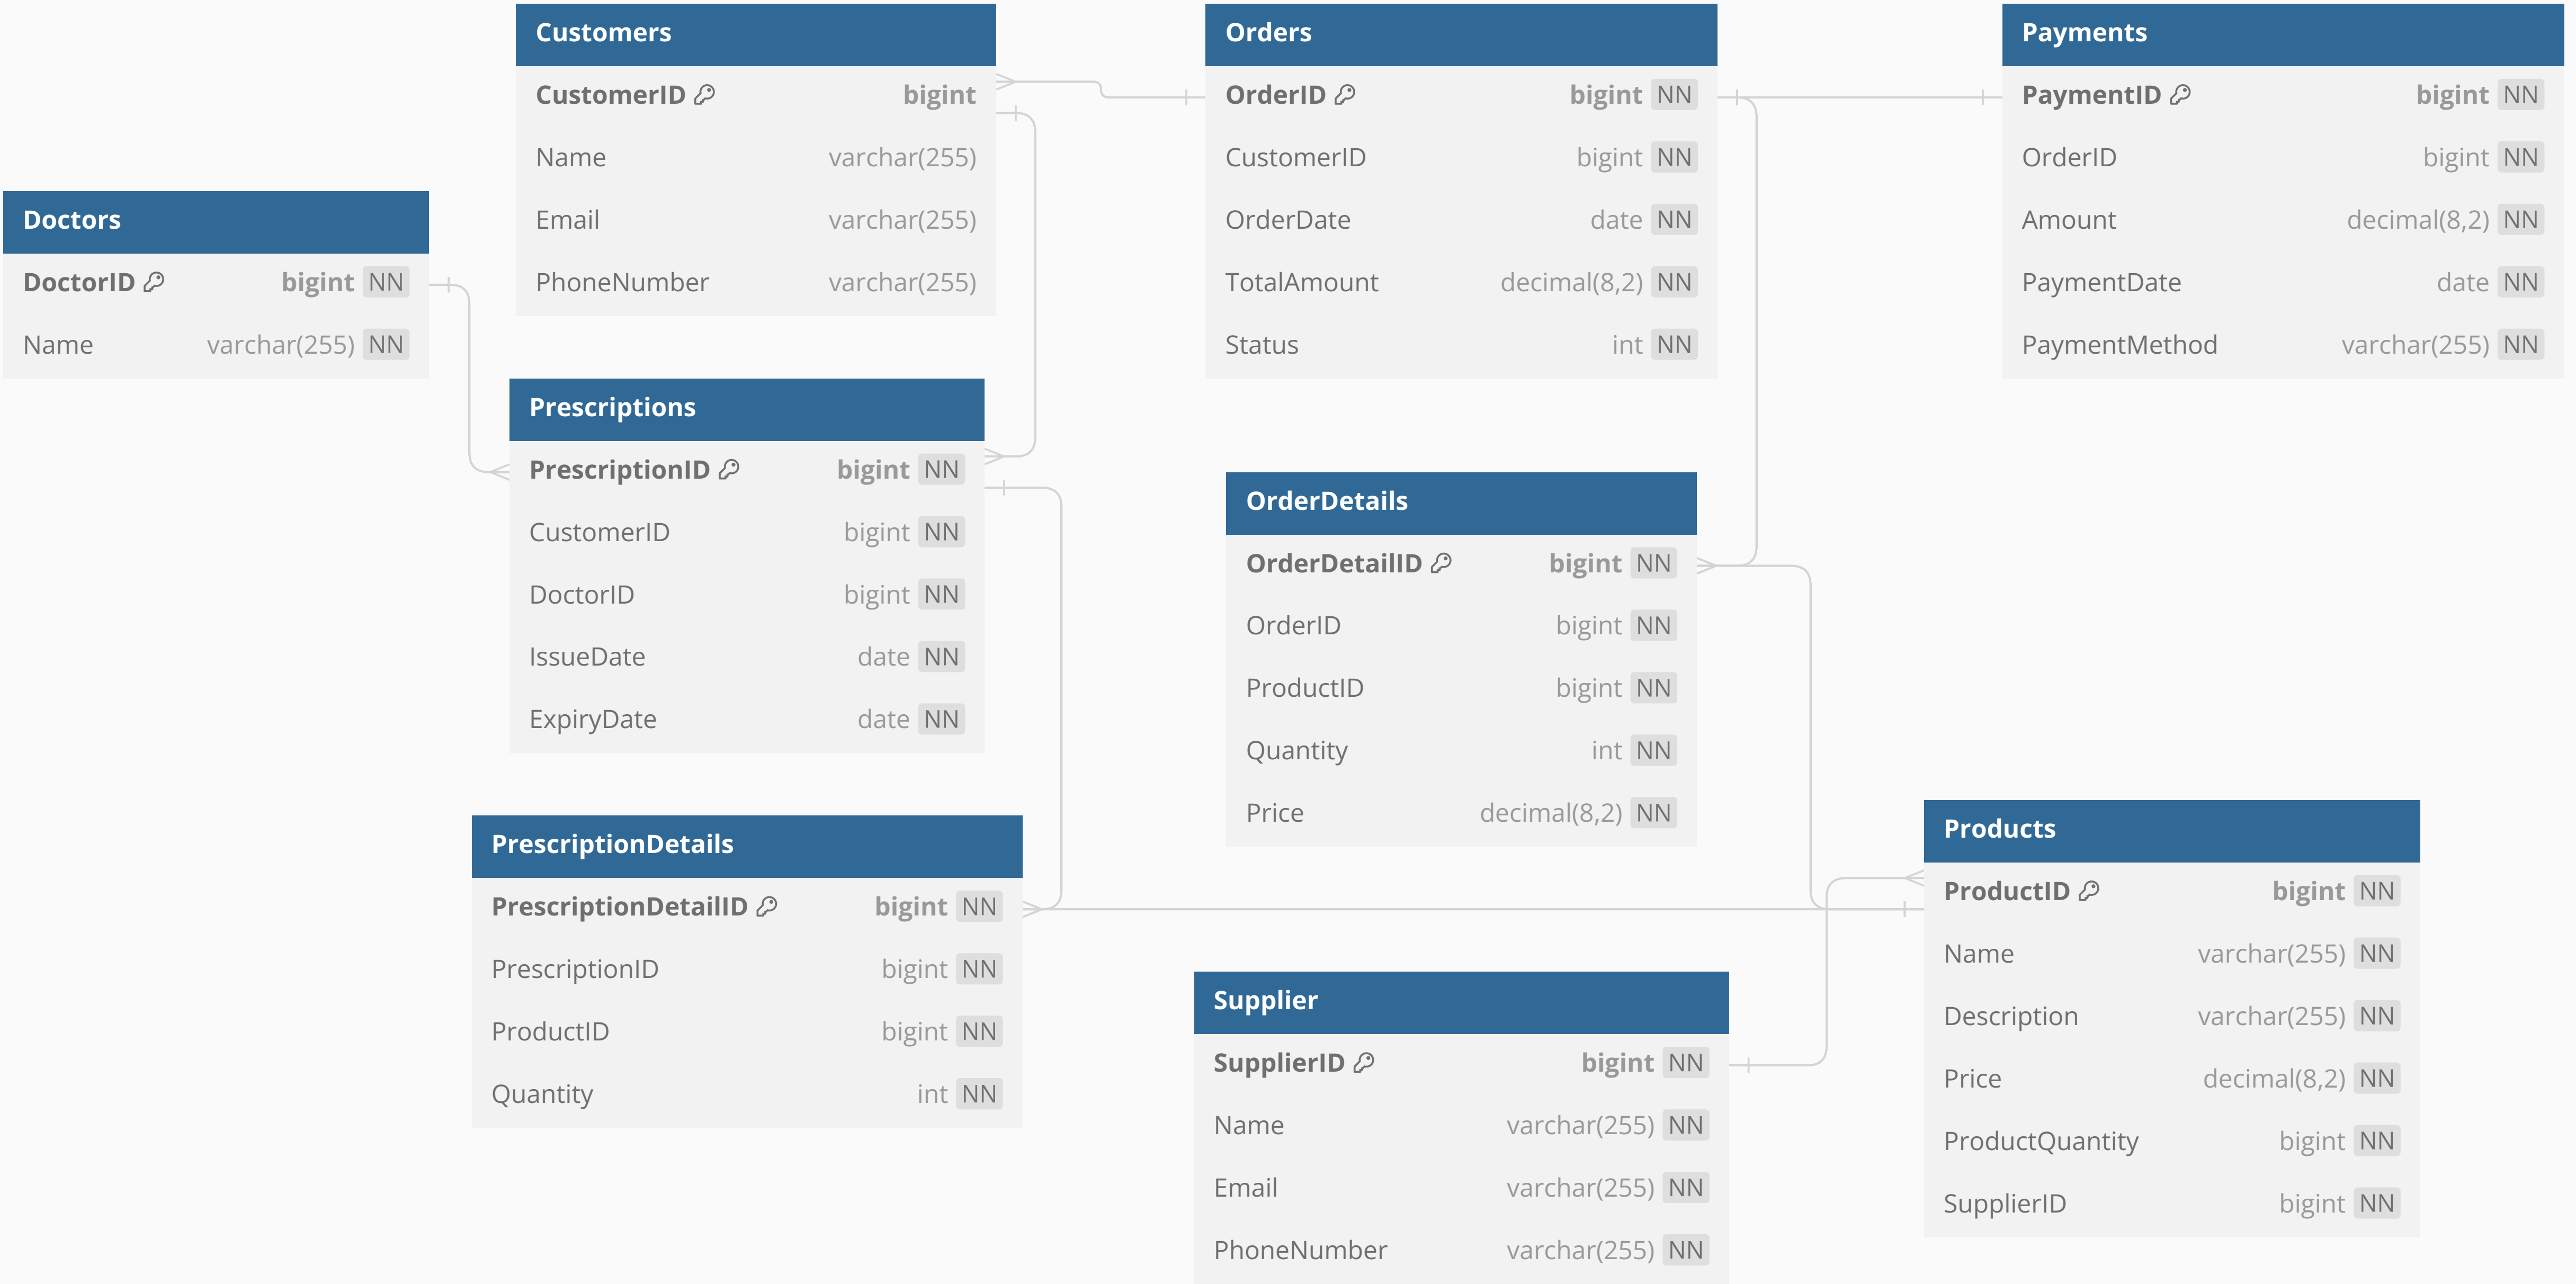 Customers
CustomerID bigint
Name varchar(255)
Email varchar(255)
PhoneNumber varchar(255)
Orders
OrderID bigint NN
CustomerID bigint NN
OrderDate date NN
TotalAmount decimal(8,2) NN
Status int NN
Payments
PaymentID bigint NN
OrderID bigint NN
Amount decimal(8,2) NN
PaymentDate date NN
PaymentMethod varchar(255) NN
Doctors
DoctorID bigint NN
Name varchar(255) NN
Prescriptions
PrescriptionID bigint NN
CustomerID bigint NN
DoctorID bigint NN
IssueDate date NN
ExpiryDate date NN
OrderDetails
OrderDetailID bigint NN
OrderID bigint NN
ProductID bigint NN
Quantity int NN
Price decimal(8,2) NN
PrescriptionDetails
PrescriptionDetailID bigint NN
PrescriptionID bigint NN
ProductID bigint NN
Quantity int NN
Products
ProductID bigint NN
Name varchar(255) NN
Description varchar(255) NN
Price decimal(8,2) NN
ProductQuantity bigint NN
SupplierID bigint NN
Supplier
SupplierID bigint NN
Name varchar(255) NN
Email varchar(255) NN
PhoneNumber varchar(255) NN